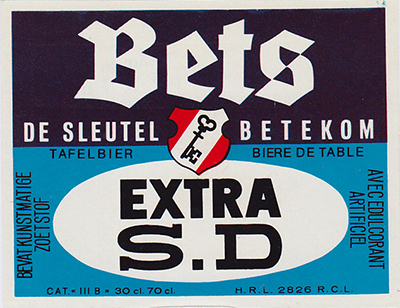 Bets
DE SLEUTEL BETEKOM
TAFELBIER BIERE DE TABLE
BEVAT KUNSTMATIGE
ZOETSTOF
EXTRA
S.D
AVEC EDULCORANT
ARTIFICIEL
CAT.= III B = 30 cl. 70 cl. H.R.L. 2826 R.C.L.